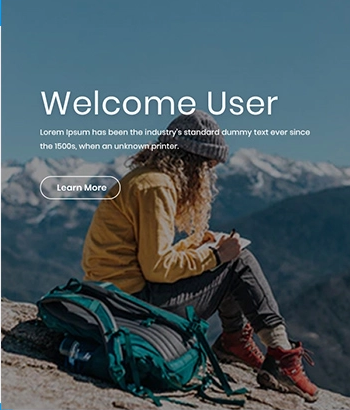 Welcome User
Lorem Ipsum has been the industry's standard dummy text ever since
the 1500s, when an unknown printer.
Learn More